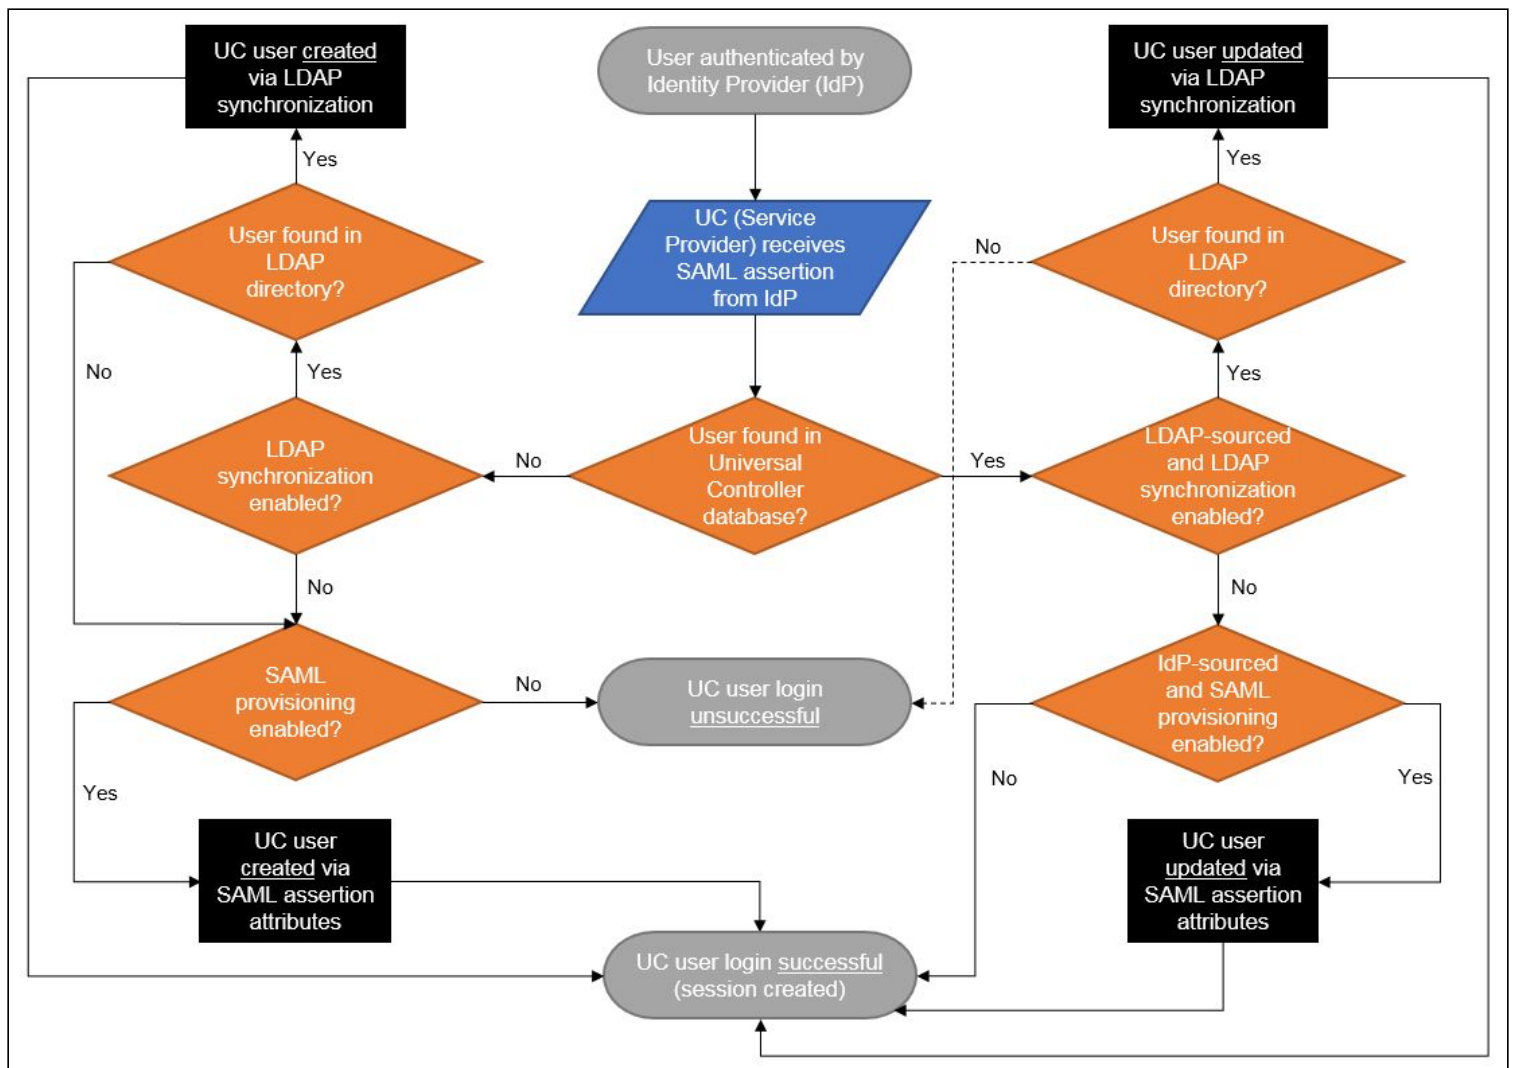 UC user created
via LDAP
synchronization
User authenticated by
Identity Provider (IdP)
UC user updated
via LDAP
synchronization
Yes
Yes
User found in
LDAP
directory?
UC (Service
Provider) receives
SAML assertion
from IdP
No
User found in
LDAP
directory?
No
Yes
Yes
LDAP
synchronization
enabled?
No
User found in
Universal
Controller
database?
Yes
LDAP-sourced
and LDAP
synchronization
enabled?
No
No
SAML
provisioning
enabled?
No
UC user login
unsuccessful
IdP-sourced
and SAML
provisioning
enabled?
Yes
No
Yes
UC user
created via
SAML assertion
attributes
UC user
updated via
SAML assertion
attributes
UC user login successful
(session created)